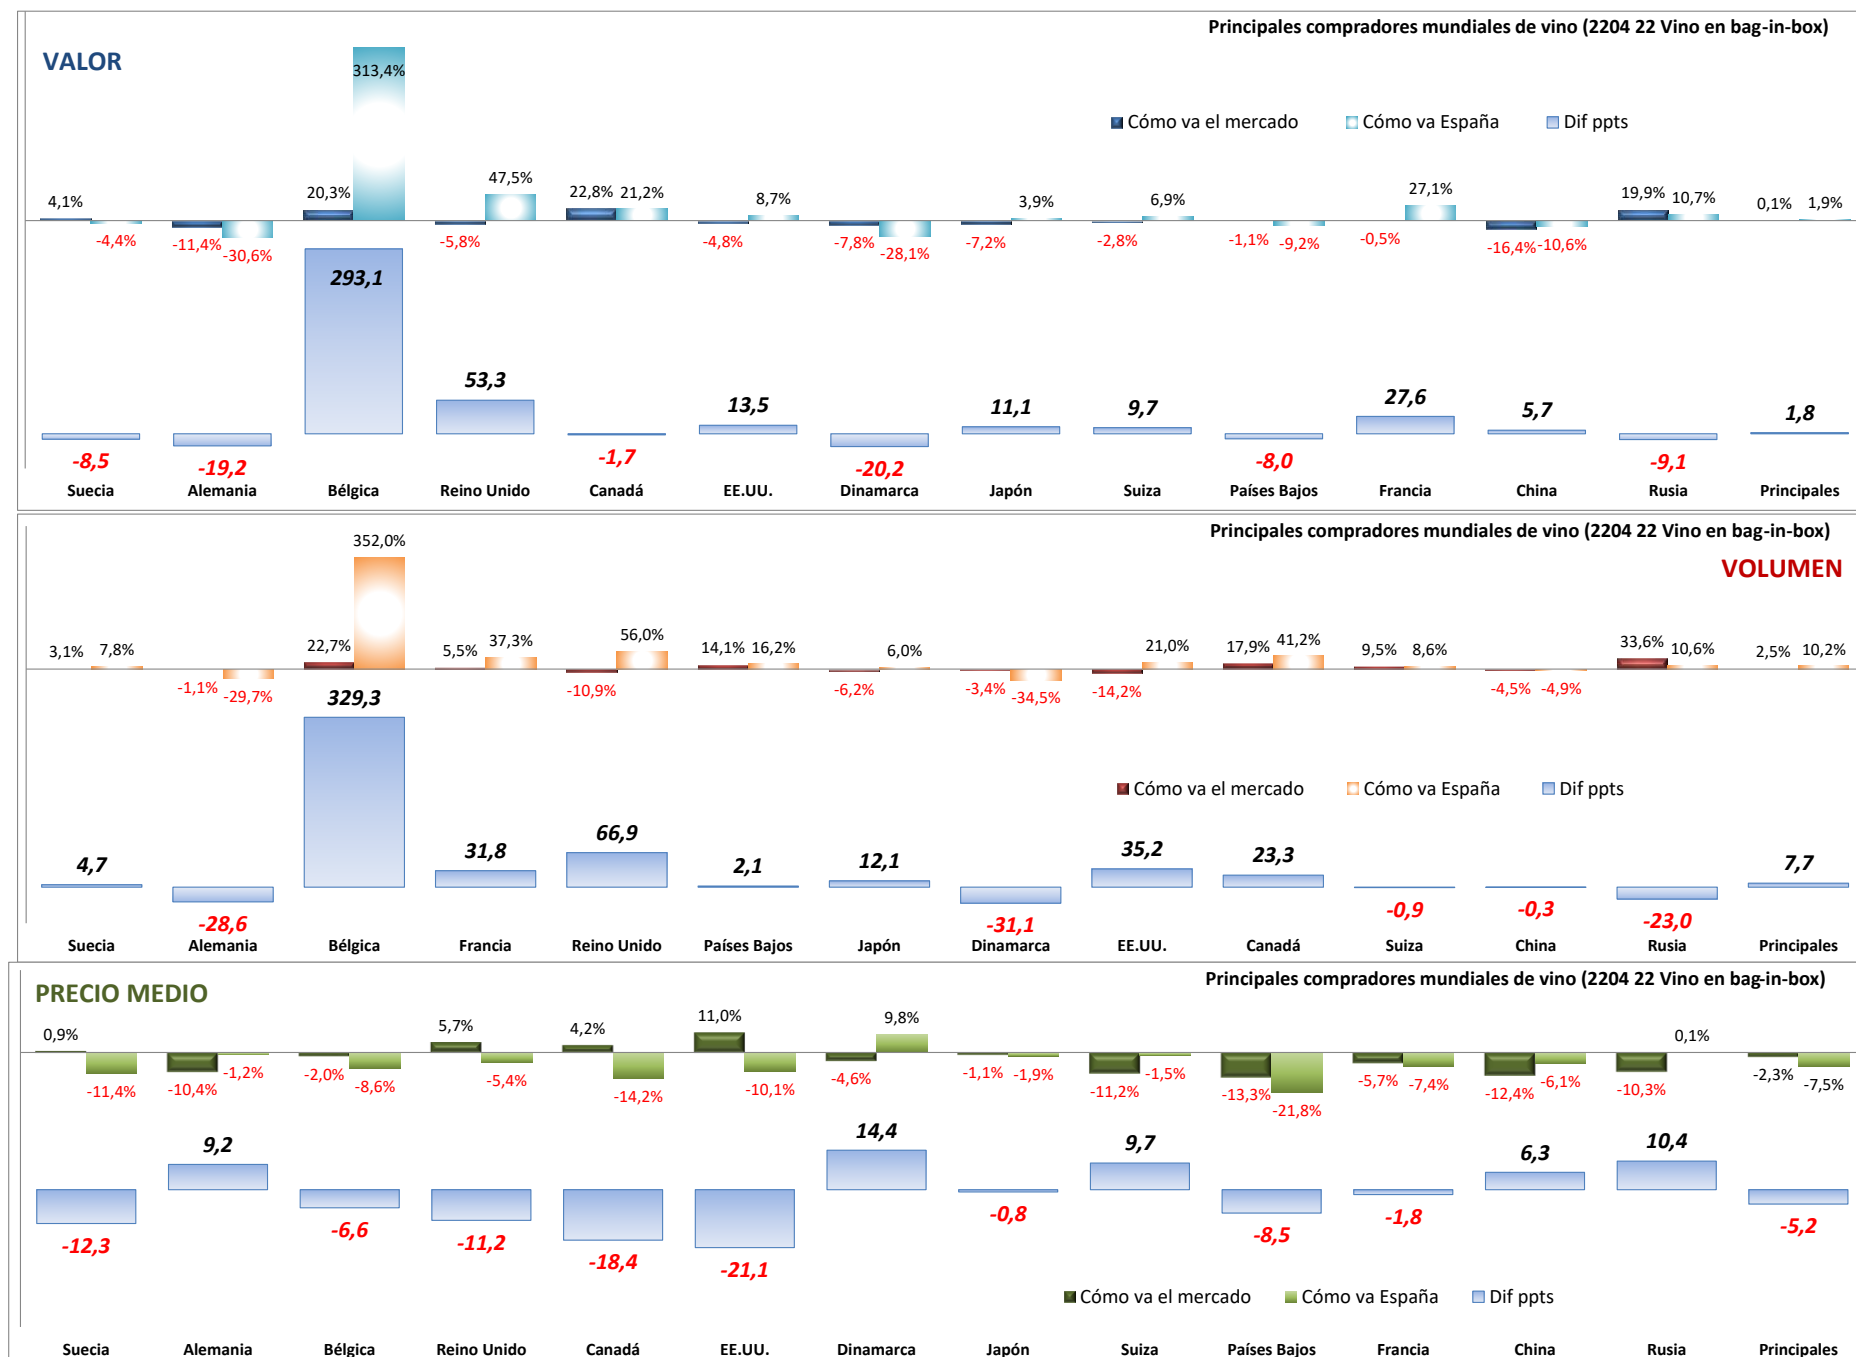 Principales compradores mundiales de vino (2204 22 Vino en bag-in-box)
VALOR
Cómo va el mercado Cómo va España Dif ppts
4,1% -4,4% -11,4% -30,6% 20,3% 313,4% -5,8% 47,5% 22,8% 21,2% -4,8% 8,7% -7,8% -28,1% -7,2% 3,9% -2,8% 6,9% -1,1% -9,2% -0,5% 27,1% -16,4% -10,6% 19,9% 10,7% 0,1% 1,9%
-8,5 -19,2 293,1 53,3 -1,7 13,5 -20,2 11,1 9,7 -8,0 27,6 5,7 -9,1 1,8
Suecia Alemania Bélgica Reino Unido Canadá EE.UU. Dinamarca Japón Suiza Países Bajos Francia China Rusia Principales
Principales compradores mundiales de vino (2204 22 Vino en bag-in-box)
VOLUMEN
3,1% 7,8% -1,1% -29,7% 22,7% 352,0% 5,5% 37,3% -10,9% 56,0% 14,1% 16,2% -6,2% 6,0% -3,4% -34,5% -14,2% 21,0% 17,9% 41,2% 9,5% 8,6% -4,5% -4,9% 33,6% 10,6% 2,5% 10,2%
Cómo va el mercado Cómo va España Dif ppts
4,7 -28,6 329,3 31,8 66,9 2,1 12,1 -31,1 35,2 23,3 -0,9 -0,3 -23,0 7,7
Suecia Alemania Bélgica Francia Reino Unido Países Bajos Japón Dinamarca EE.UU. Canadá Suiza China Rusia Principales
Principales compradores mundiales de vino (2204 22 Vino en bag-in-box)
PRECIO MEDIO
0,9% -11,4% -10,4% -1,2% -2,0% -8,6% 5,7% -5,4% 4,2% -14,2% 11,0% -10,1% -4,6% 9,8% -1,1% -1,9% -11,2% -1,5% -13,3% -21,8% -5,7% -7,4% -12,4% -6,1% -10,3% 0,1% -2,3% -7,5%
-12,3 9,2 -6,6 -11,2 -18,4 -21,1 14,4 -0,8 9,7 -8,5 -1,8 6,3 10,4 -5,2
Cómo va el mercado Cómo va España Dif ppts
Suecia Alemania Bélgica Reino Unido Canadá EE.UU. Dinamarca Japón Suiza Países Bajos Francia China Rusia Principales